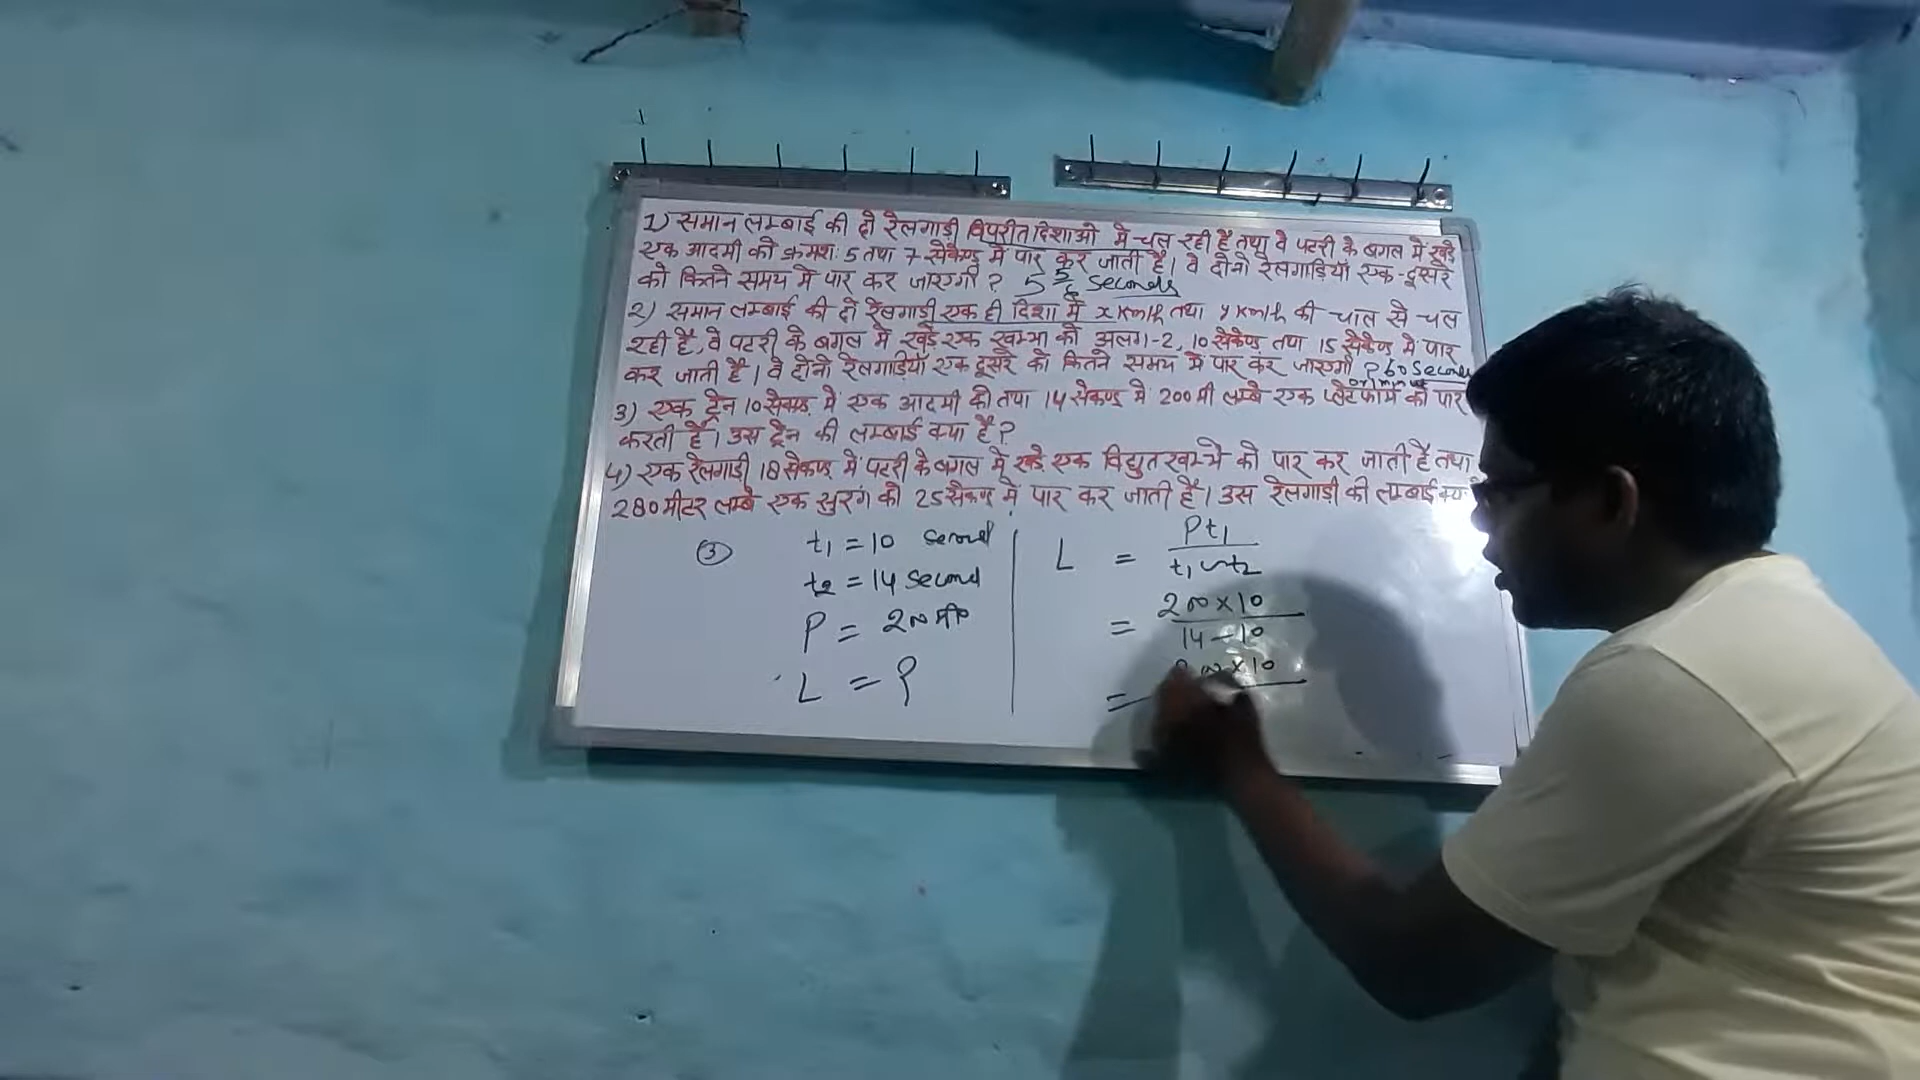 1) समान लम्बाई की दो रेलगाड़ी विपरीत दिशाओं में चल रही है तथा वे पटरी के बगल में खड़े
एक आदमी को क्रमशः 5 तथा 7 सेकेण्ड में पार कर जाती है। वे दोनो रेलगाड़ियाँ एक-दूसरे
को कितने समय में पार कर जाएगी ? 5 5/6 Seconds
2) समान लम्बाई की दो रेलगाड़ी एक ही दिशा में x km/h तथा y km/h की चाल से चल
रही है, वे पटरी के बगल में खड़े एक खम्भा को अलग-2, 10 सेकेण्ड तथा 15 सेकेण्ड में पार
कर जाती है। वे दोनो रेलगाड़ियाँ एक दूसरे को कितने समय में पार कर जाएगी ? 60 Seconds
3) एक ट्रेन 10 सेकण्ड में एक आदमी को तथा 14 सेकण्ड में 200 मी लम्बे एक प्लेटफार्म को पार
करती है। उस ट्रेन की लम्बाई क्या है ?
4) एक रेलगाड़ी 18 सेकण्ड में पटरी के बगल में खड़े एक विद्युत खम्भे को पार कर जाती है तथा
280 मीटर लम्बे एक सुरंग को 25 सेकण्ड में पार कर जाती है। उस रेलगाड़ी की लम्बाई
③
t1 = 10 Second
t2 = 14 Second
P = 200 मी०
L = ?
L = Pt1 / t1 ~ t2
= 200 × 10 / 14 - 10
= × 10